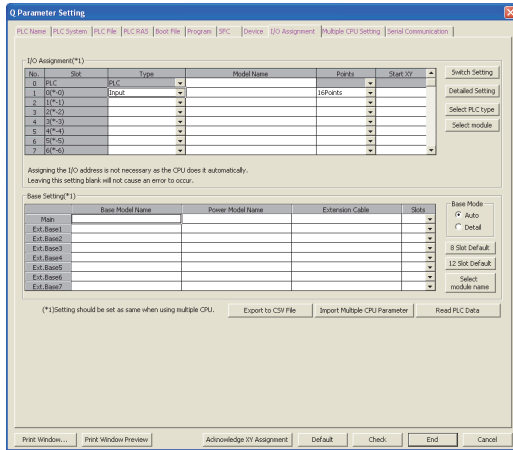 Q Parameter Setting
PLC Name PLC System PLC File PLC RAS Boot File Program SFC Device I/O Assignment Multiple CPU Setting Serial Communication
I/O Assignment(*1)
No. Slot Type Model Name Points Start XY
0 PLC PLC
1 0(*-0) Input 16Points
2 1(*-1)
3 2(*-2)
4 3(*-3)
5 4(*-4)
6 5(*-5)
7 6(*-6)
Switch Setting
Detailed Setting
Select PLC type
Select module
Assigning the I/O address is not necessary as the CPU does it automatically.
Leaving this setting blank will not cause an error to occur.
Base Setting(*1)
Base Model Name Power Model Name Extension Cable Slots
Main
Ext.Base1
Ext.Base2
Ext.Base3
Ext.Base4
Ext.Base5
Ext.Base6
Ext.Base7
Base Mode
Auto
Detail
8 Slot Default
12 Slot Default
Select
module name
(*1)Setting should be set as same when using multiple CPU. Export to CSV File Import Multiple CPU Parameter Read PLC Data
Print Window... Print Window Preview Acknowledge XY Assignment Default Check End Cancel